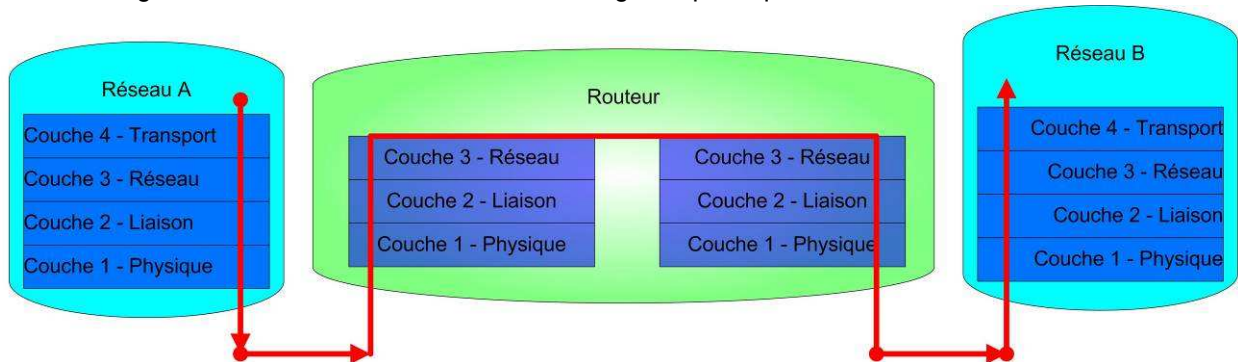 Réseau A
Couche 4 - Transport
Couche 3 - Réseau
Couche 2 - Liaison
Couche 1 - Physique
Routeur
Couche 3 - Réseau
Couche 2 - Liaison
Couche 1 - Physique
Couche 3 - Réseau
Couche 2 - Liaison
Couche 1 - Physique
Réseau B
Couche 4 - Transport
Couche 3 - Réseau
Couche 2 - Liaison
Couche 1 - Physique